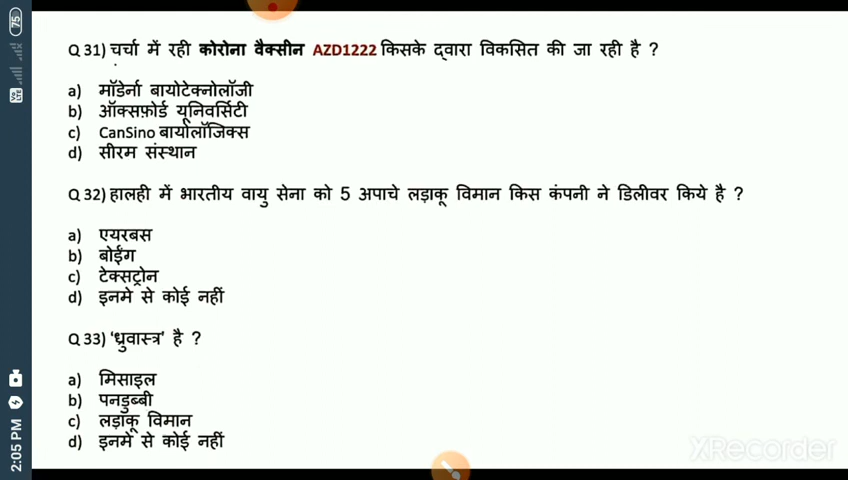 Q 31) चर्चा में रही कोरोना वैक्सीन AZD1222 किसके द्वारा विकसित की जा रही है ?
a) मॉडेर्ना बायोटेक्नोलॉजी
b) ऑक्सफ़ोर्ड यूनिवर्सिटी
c) CanSino बायोलॉजिक्स
d) सीरम संस्थान
Q 32) हालही में भारतीय वायु सेना को 5 अपाचे लड़ाकू विमान किस कंपनी ने डिलीवर किये है ?
a) एयरबस
b) बोईंग
c) टेक्सट्रोन
d) इनमे से कोई नहीं
Q 33) ‘ध्रुवास्त्र’ है ?
a) मिसाइल
b) पनडुब्बी
c) लड़ाकू विमान
d) इनमे से कोई नहीं
2:05 PM
75
XRecorder